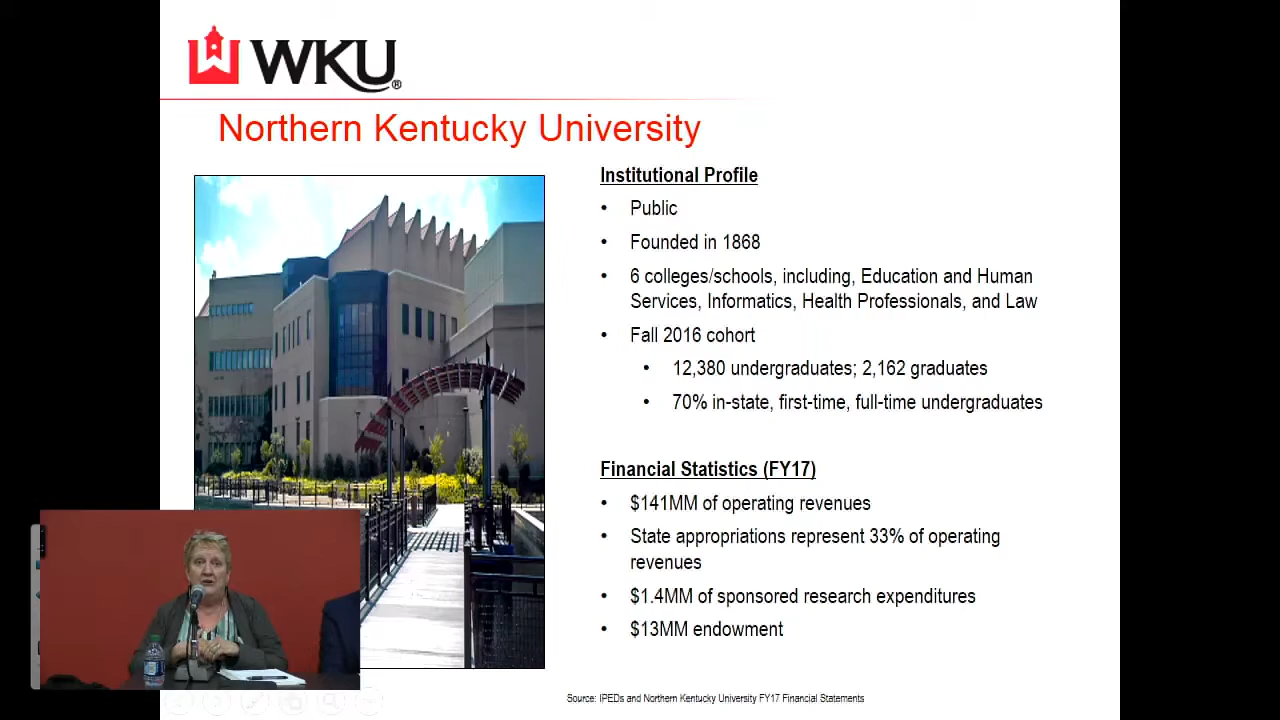 WKU®
Northern Kentucky University
Institutional Profile
• Public
• Founded in 1868
• 6 colleges/schools, including, Education and Human
Services, Informatics, Health Professionals, and Law
• Fall 2016 cohort
• 12,380 undergraduates; 2,162 graduates
• 70% in-state, first-time, full-time undergraduates
Financial Statistics (FY17)
• $141MM of operating revenues
• State appropriations represent 33% of operating
revenues
• $1.4MM of sponsored research expenditures
• $13MM endowment
Source: IPEDs and Northern Kentucky University FY17 Financial Statements